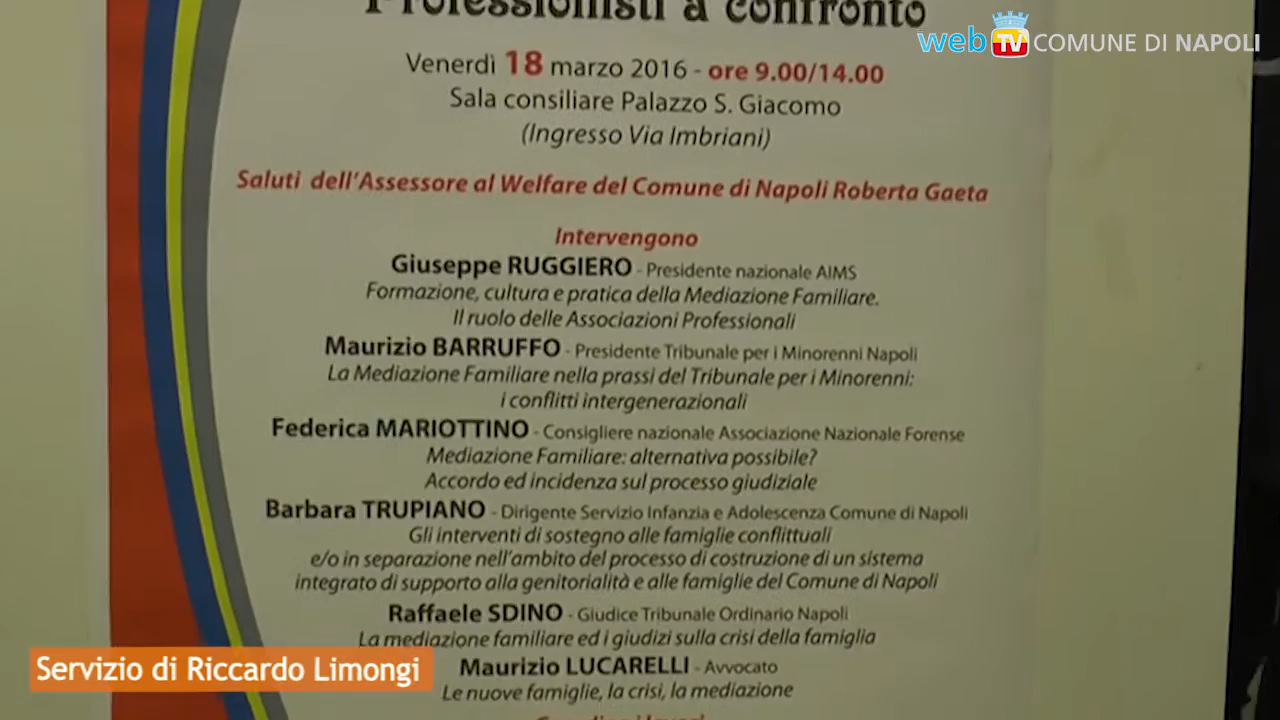 Professionisti a confronto
web TV COMUNE DI NAPOLI
Venerdì 18 marzo 2016 - ore 9.00/14.00
Sala consiliare Palazzo S. Giacomo
(Ingresso Via Imbriani)
Saluti dell'Assessore al Welfare del Comune di Napoli Roberta Gaeta
Intervengono
Giuseppe RUGGIERO - Presidente nazionale AIMS
Formazione, cultura e pratica della Mediazione Familiare.
Il ruolo delle Associazioni Professionali
Maurizio BARRUFFO - Presidente Tribunale per i Minorenni Napoli
La Mediazione Familiare nella prassi del Tribunale per i Minorenni:
i conflitti intergenerazionali
Federica MARIOTTINO - Consigliere nazionale Associazione Nazionale Forense
Mediazione Familiare: alternativa possibile?
Accordo ed incidenza sul processo giudiziale
Barbara TRUPIANO - Dirigente Servizio Infanzia e Adolescenza Comune di Napoli
Gli interventi di sostegno alle famiglie conflittuali
e/o in separazione nell'ambito del processo di costruzione di un sistema
integrato di supporto alla genitorialità e alle famiglie del Comune di Napoli
Raffaele SDINO - Giudice Tribunale Ordinario Napoli
La mediazione familiare ed i giudizi sulla crisi della famiglia
Maurizio LUCARELLI - Avvocato
Le nuove famiglie, la crisi, la mediazione
Servizio di Riccardo Limongi